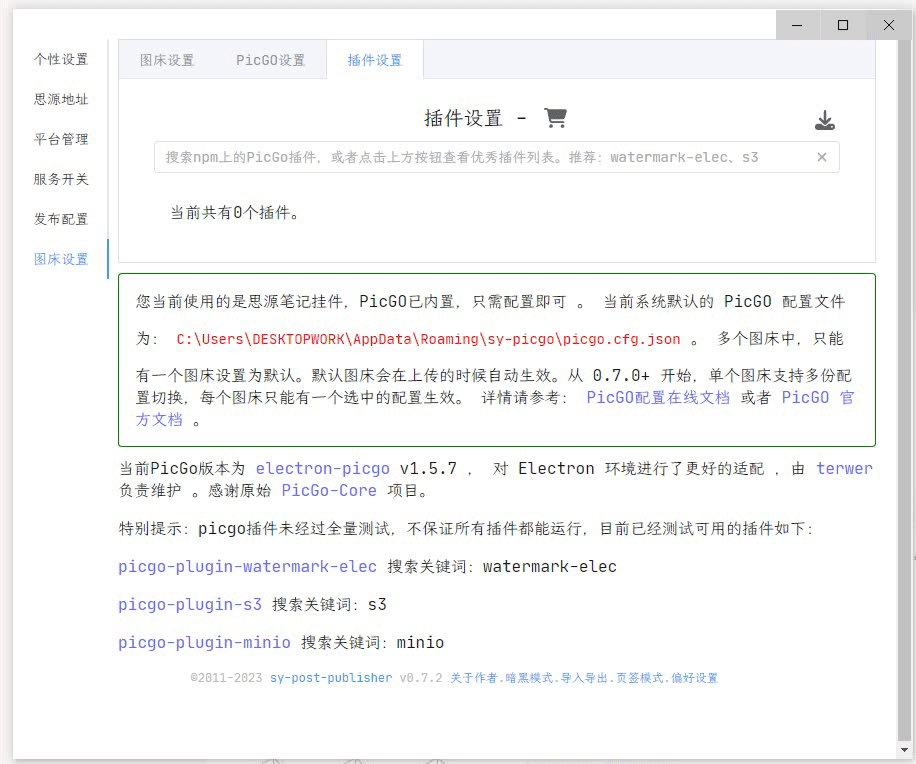 个性设置
思源地址
平台管理
服务开关
发布配置
图床设置
图床设置 PicGO设置 插件设置
插件设置 -
搜索npm上的PicGo插件，或者点击上方按钮查看优秀插件列表。推荐：watermark-elec、s3
当前共有0个插件。
您当前使用的是思源笔记挂件，PicGO已内置，只需配置即可 。 当前系统默认的 PicGO 配置文件
为： C:\Users\DESKTOPWORK\AppData\Roaming\sy-picgo\picgo.cfg.json 。 多个图床中，只能
有一个图床设置为默认。默认图床会在上传的时候自动生效。从 0.7.0+ 开始，单个图床支持多份配
置切换，每个图床只能有一个选中的配置生效。 详情请参考： PicGO配置在线文档 或者 PicGO 官
方文档 。
当前PicGo版本为 electron-picgo v1.5.7 ， 对 Electron 环境进行了更好的适配 ，由 terwer
负责维护 。感谢原始 PicGo-Core 项目。
特别提示：picgo插件未经过全量测试，不保证所有插件都能运行，目前已经测试可用的插件如下：
picgo-plugin-watermark-elec 搜索关键词：watermark-elec
picgo-plugin-s3 搜索关键词：s3
picgo-plugin-minio 搜索关键词：minio
©2011-2023 sy-post-publisher v0.7.2 关于作者.暗黑模式.导入导出.页签模式.偏好设置